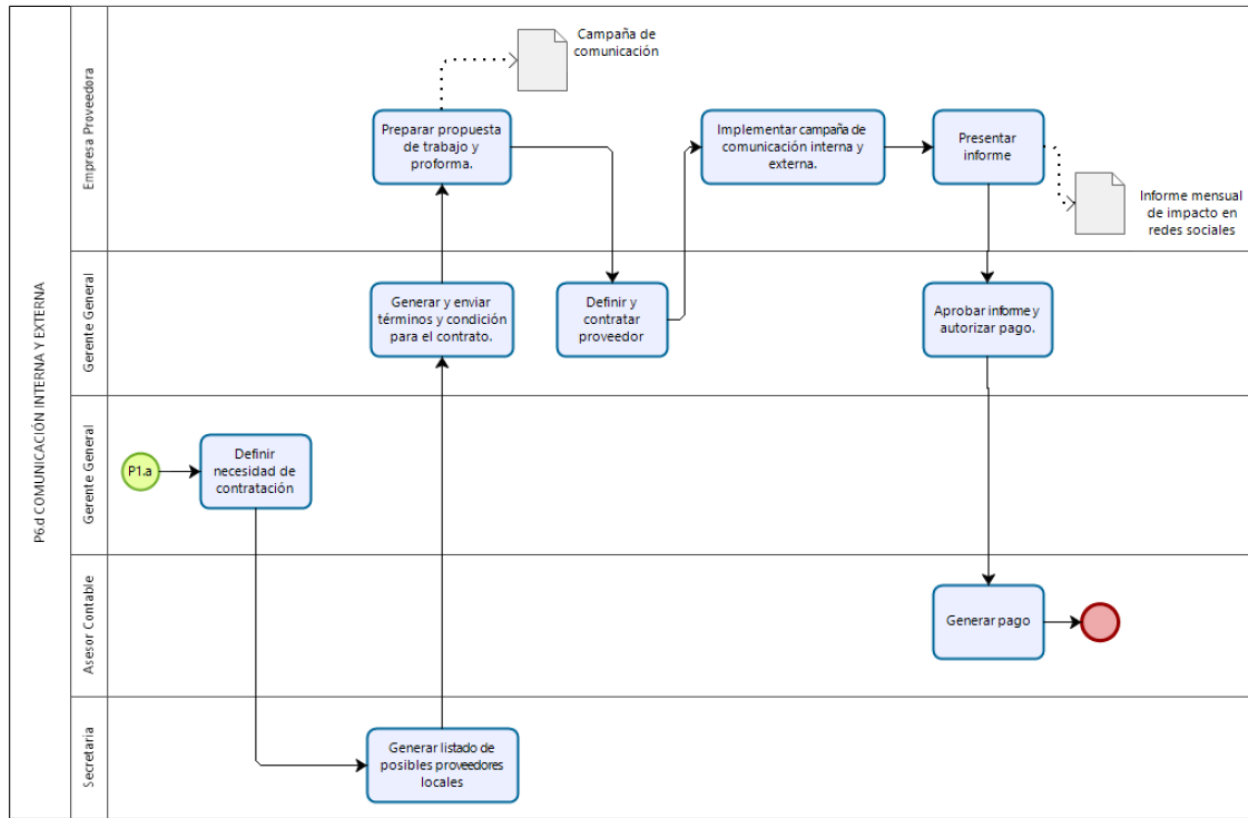 P6.d COMUNICACIÓN INTERNA Y EXTERNA
Empresa Proveedora
Campaña de
comunicación
Preparar propuesta
de trabajo y
proforma.
Implementar campaña de
comunicación interna y
externa.
Presentar
informe
Informe mensual
de impacto en
redes sociales
Gerente General
Generar y enviar
términos y condición
para el contrato.
Definir y
contratar
proveedor
Aprobar informe y
autorizar pago.
Gerente General
P1.a
Definir
necesidad de
contratación
Asesor Contable
Generar pago
Secretaria
Generar listado de
posibles proveedores
locales